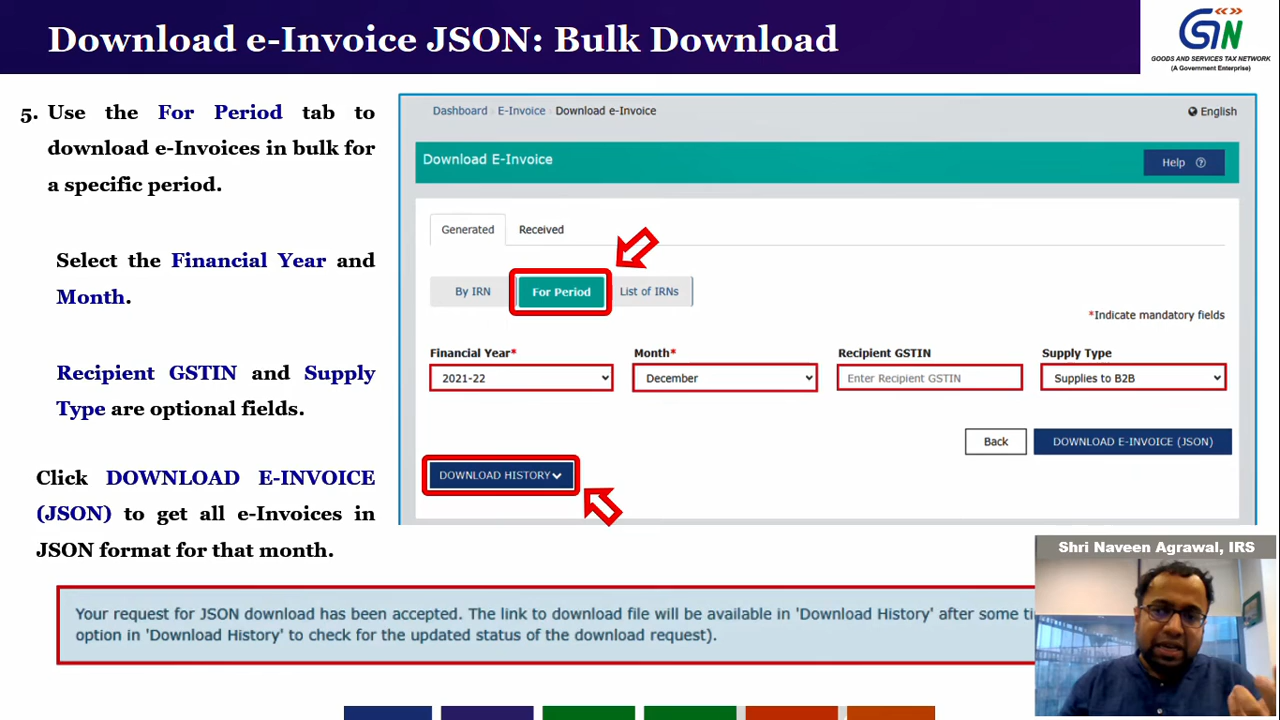 Download e-Invoice JSON: Bulk Download
GSTN
GOODS AND SERVICES TAX NETWORK
(A Government Enterprise)
5. Use the For Period tab to
download e-Invoices in bulk for
a specific period.
Select the Financial Year and
Month.
Recipient GSTIN and Supply
Type are optional fields.
Click DOWNLOAD E-INVOICE
(JSON) to get all e-Invoices in
JSON format for that month.
Dashboard › E-Invoice › Download e-Invoice
English
Download E-Invoice
Help ?
Generated Received
By IRN For Period List of IRNs
*Indicate mandatory fields
Financial Year* Month* Recipient GSTIN Supply Type
2021-22 December Enter Recipient GSTIN Supplies to B2B
Back DOWNLOAD E-INVOICE (JSON)
DOWNLOAD HISTORY
Shri Naveen Agrawal, IRS
Your request for JSON download has been accepted. The link to download file will be available in 'Download History' after some
option in 'Download History' to check for the updated status of the download request).